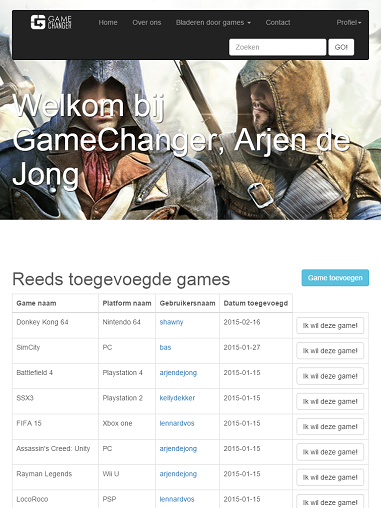 GAME
CHANGER
Home Over ons Bladeren door games Contact Profiel
Zoeken GO!
Welkom bij
GameChanger, Arjen de
Jong
Reeds toegevoegde games Game toevoegen
Game naam Platform naam Gebruikersnaam Datum toegevoegd
Donkey Kong 64 Nintendo 64 shawny 2015-02-16 Ik wil deze game!
SimCity PC bas 2015-01-27 Ik wil deze game!
Battlefield 4 Playstation 4 arjendejong 2015-01-15 Ik wil deze game!
SSX3 Playstation 2 kellydekker 2015-01-15 Ik wil deze game!
FIFA 15 Xbox one lennardvos 2015-01-15 Ik wil deze game!
Assassin's Creed: Unity PC arjendejong 2015-01-15 Ik wil deze game!
Rayman Legends Wii U arjendejong 2015-01-15 Ik wil deze game!
LocoRoco PSP lennardvos 2015-01-15 Ik wil deze game!